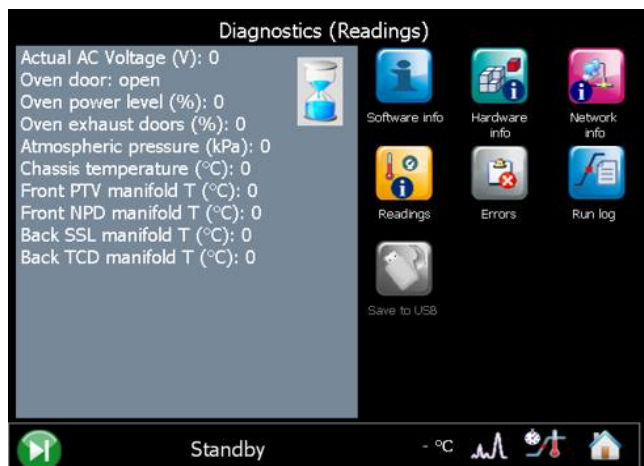 Diagnostics (Readings)
Actual AC Voltage (V): 0
Oven door: open
Oven power level (%): 0
Oven exhaust doors (%): 0
Atmospheric pressure (kPa): 0
Chassis temperature (°C): 0
Front PTV manifold T (°C): 0
Front NPD manifold T (°C): 0
Back SSL manifold T (°C): 0
Back TCD manifold T (°C): 0
Software info
Hardware info
Network info
Readings
Errors
Run log
Save to USB
Standby
- °C